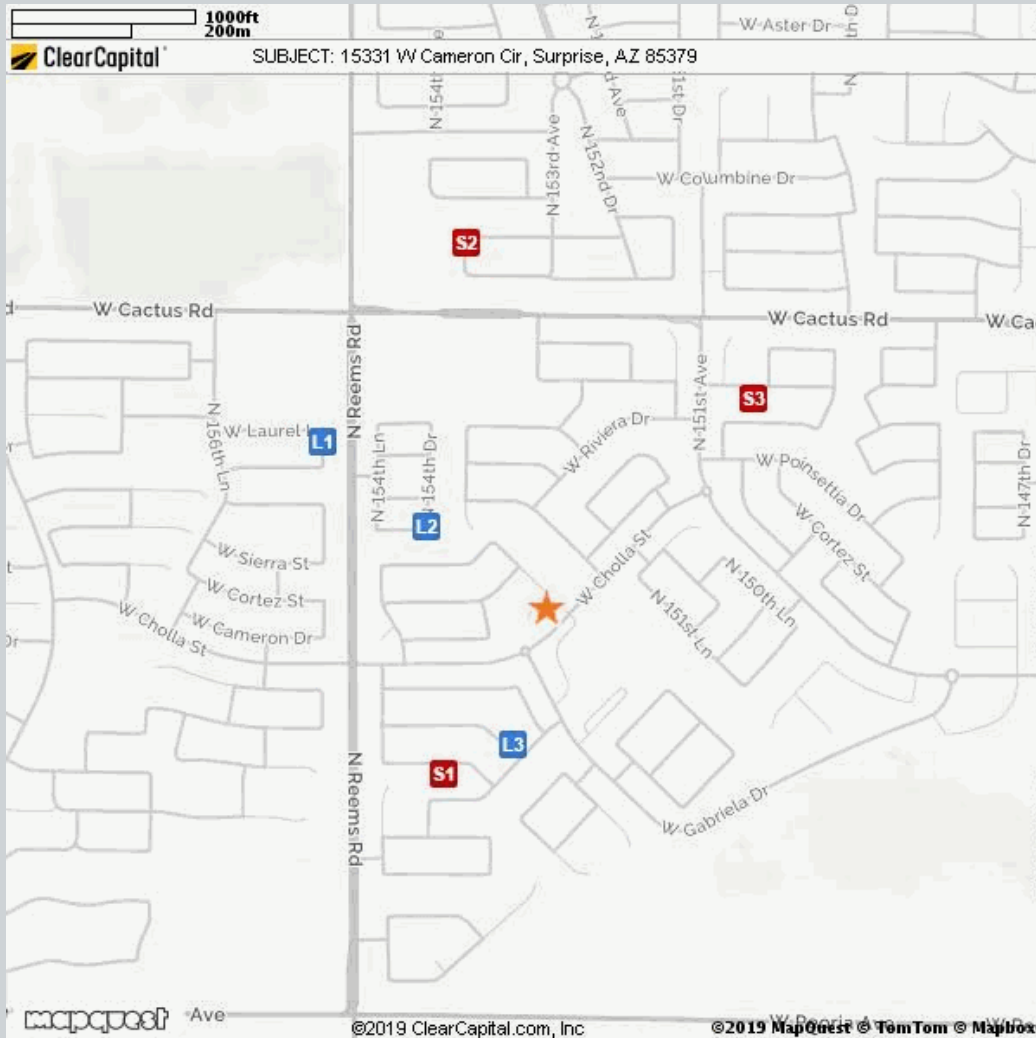 1000ft
200m
W Aster Dr
ClearCapital
SUBJECT: 15331 W Cameron Cir, Surprise, AZ 85379
N 153rd Ave
N 152nd Dr
W Columbine Dr
S2
W Cactus Rd
W Cactus Rd
N Reems Rd
N 151st Ave
S3
N 156th Ln
W Laurel
L1
N 154th Ln
N 154th Dr
W Riviera Dr
N 147th Dr
W Poinsettia Dr
L2
W Cortez St
W Sierra St
W Cholla St
N 150th Ln
W Cortez St
N 151st Ln
W Cholla St
W Cameron Dr
L3
S1
N Reems Rd
W Gabriela Dr
mapquest
Ave
©2019 ClearCapital.com, Inc
©2019 MapQuest © TomTom © Mapbox